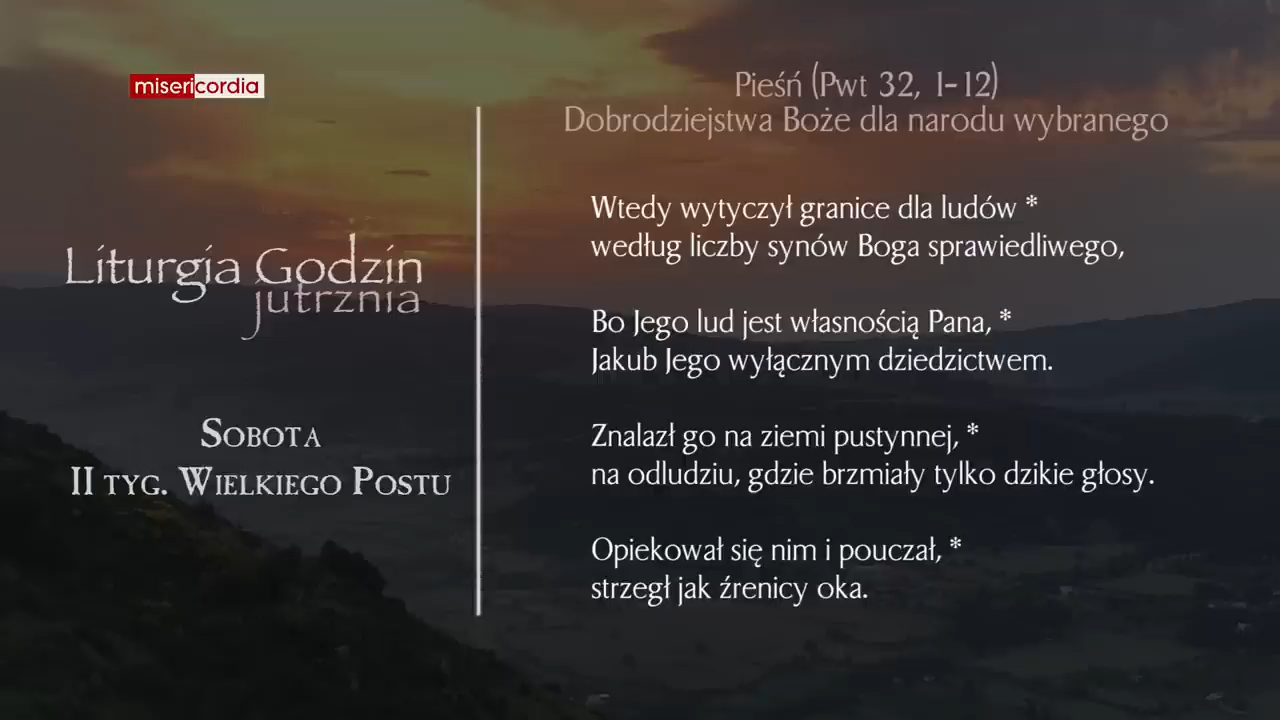 misericordia
Liturgia Godzin
jutrznia
Sobota
II tyg. Wielkiego Postu
Pieśń (Pwt 32, 1-12)
Dobrodziejstwa Boże dla narodu wybranego
Wtedy wytyczył granice dla ludów *
według liczby synów Boga sprawiedliwego,
Bo Jego lud jest własnością Pana, *
Jakub Jego wyłącznym dziedzictwem.
Znalazł go na ziemi pustynnej, *
na odludziu, gdzie brzmiały tylko dzikie głosy.
Opiekował się nim i pouczał, *
strzegł jak źrenicy oka.